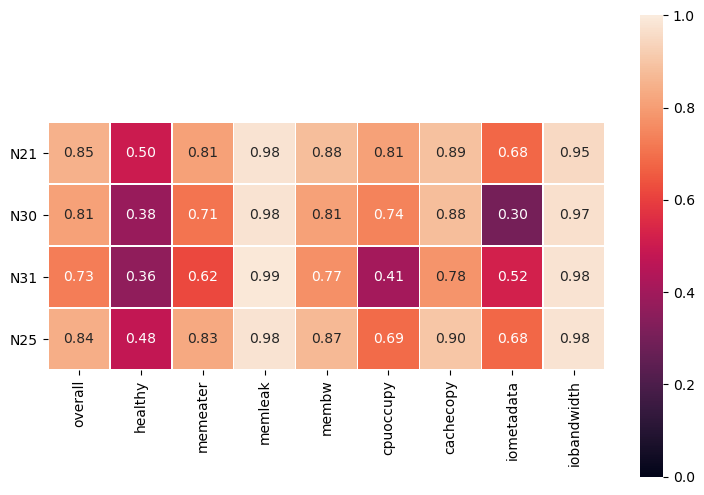 1.0
0.8
0.6
0.4
0.2
0.0
N21 0.85 0.50 0.81 0.98 0.88 0.81 0.89 0.68 0.95
N30 0.81 0.38 0.71 0.98 0.81 0.74 0.88 0.30 0.97
N31 0.73 0.36 0.62 0.99 0.77 0.41 0.78 0.52 0.98
N25 0.84 0.48 0.83 0.98 0.87 0.69 0.90 0.68 0.98
overall
healthy
memeater
memleak
membw
cpuoccupy
cachecopy
iometadata
iobandwidth